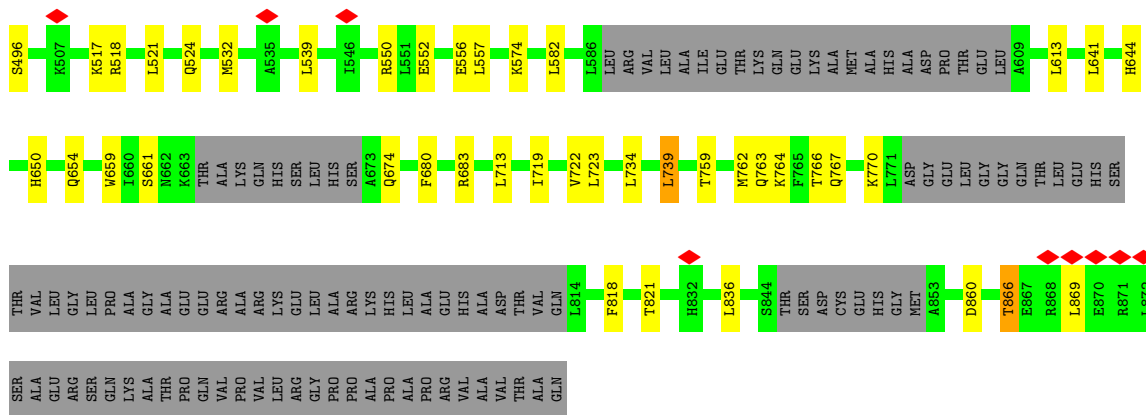 S496 K507 K517 R518 L521 Q524 M532 A535 L539 I546 R550 L551 E552 E556 L557 K574 L582 L586 LEU ARG VAL LEU ALA ILE GLU THR LYS GLN GLU LYS ALA MET ALA HIS ALA ASP PRO THR GLU LEU A609 L613 L641 H644
H650 Q654 W659 I660 S661 N662 K663 THR ALA LYS GLN HIS SER LEU HIS SER A673 Q674 F680 R683 L713 I719 V722 L723 L734 L739 T759 M762 Q763 K764 F765 T766 Q767 K770 L771 ASP GLY GLU LEU GLY GLY GLN THR LEU GLU HIS SER
THR VAL LEU GLY LEU PRO ALA GLY ALA GLU GLU ARG ALA ARG LYS GLU LEU ALA ARG LYS HIS LEU ALA GLU HIS ALA ASP THR VAL GLN L814 F818 T821 H832 L836 S844 THR SER ASP CYS GLU HIS GLY MET A853 D860 T866 E867 R868 L869 E870 R871 L872
SER ALA GLU ARG SER GLN LYS ALA THR PRO GLN VAL PRO VAL LEU ARG GLY PRO PRO ALA PRO ALA PRO ARG VAL ALA VAL THR ALA GLN